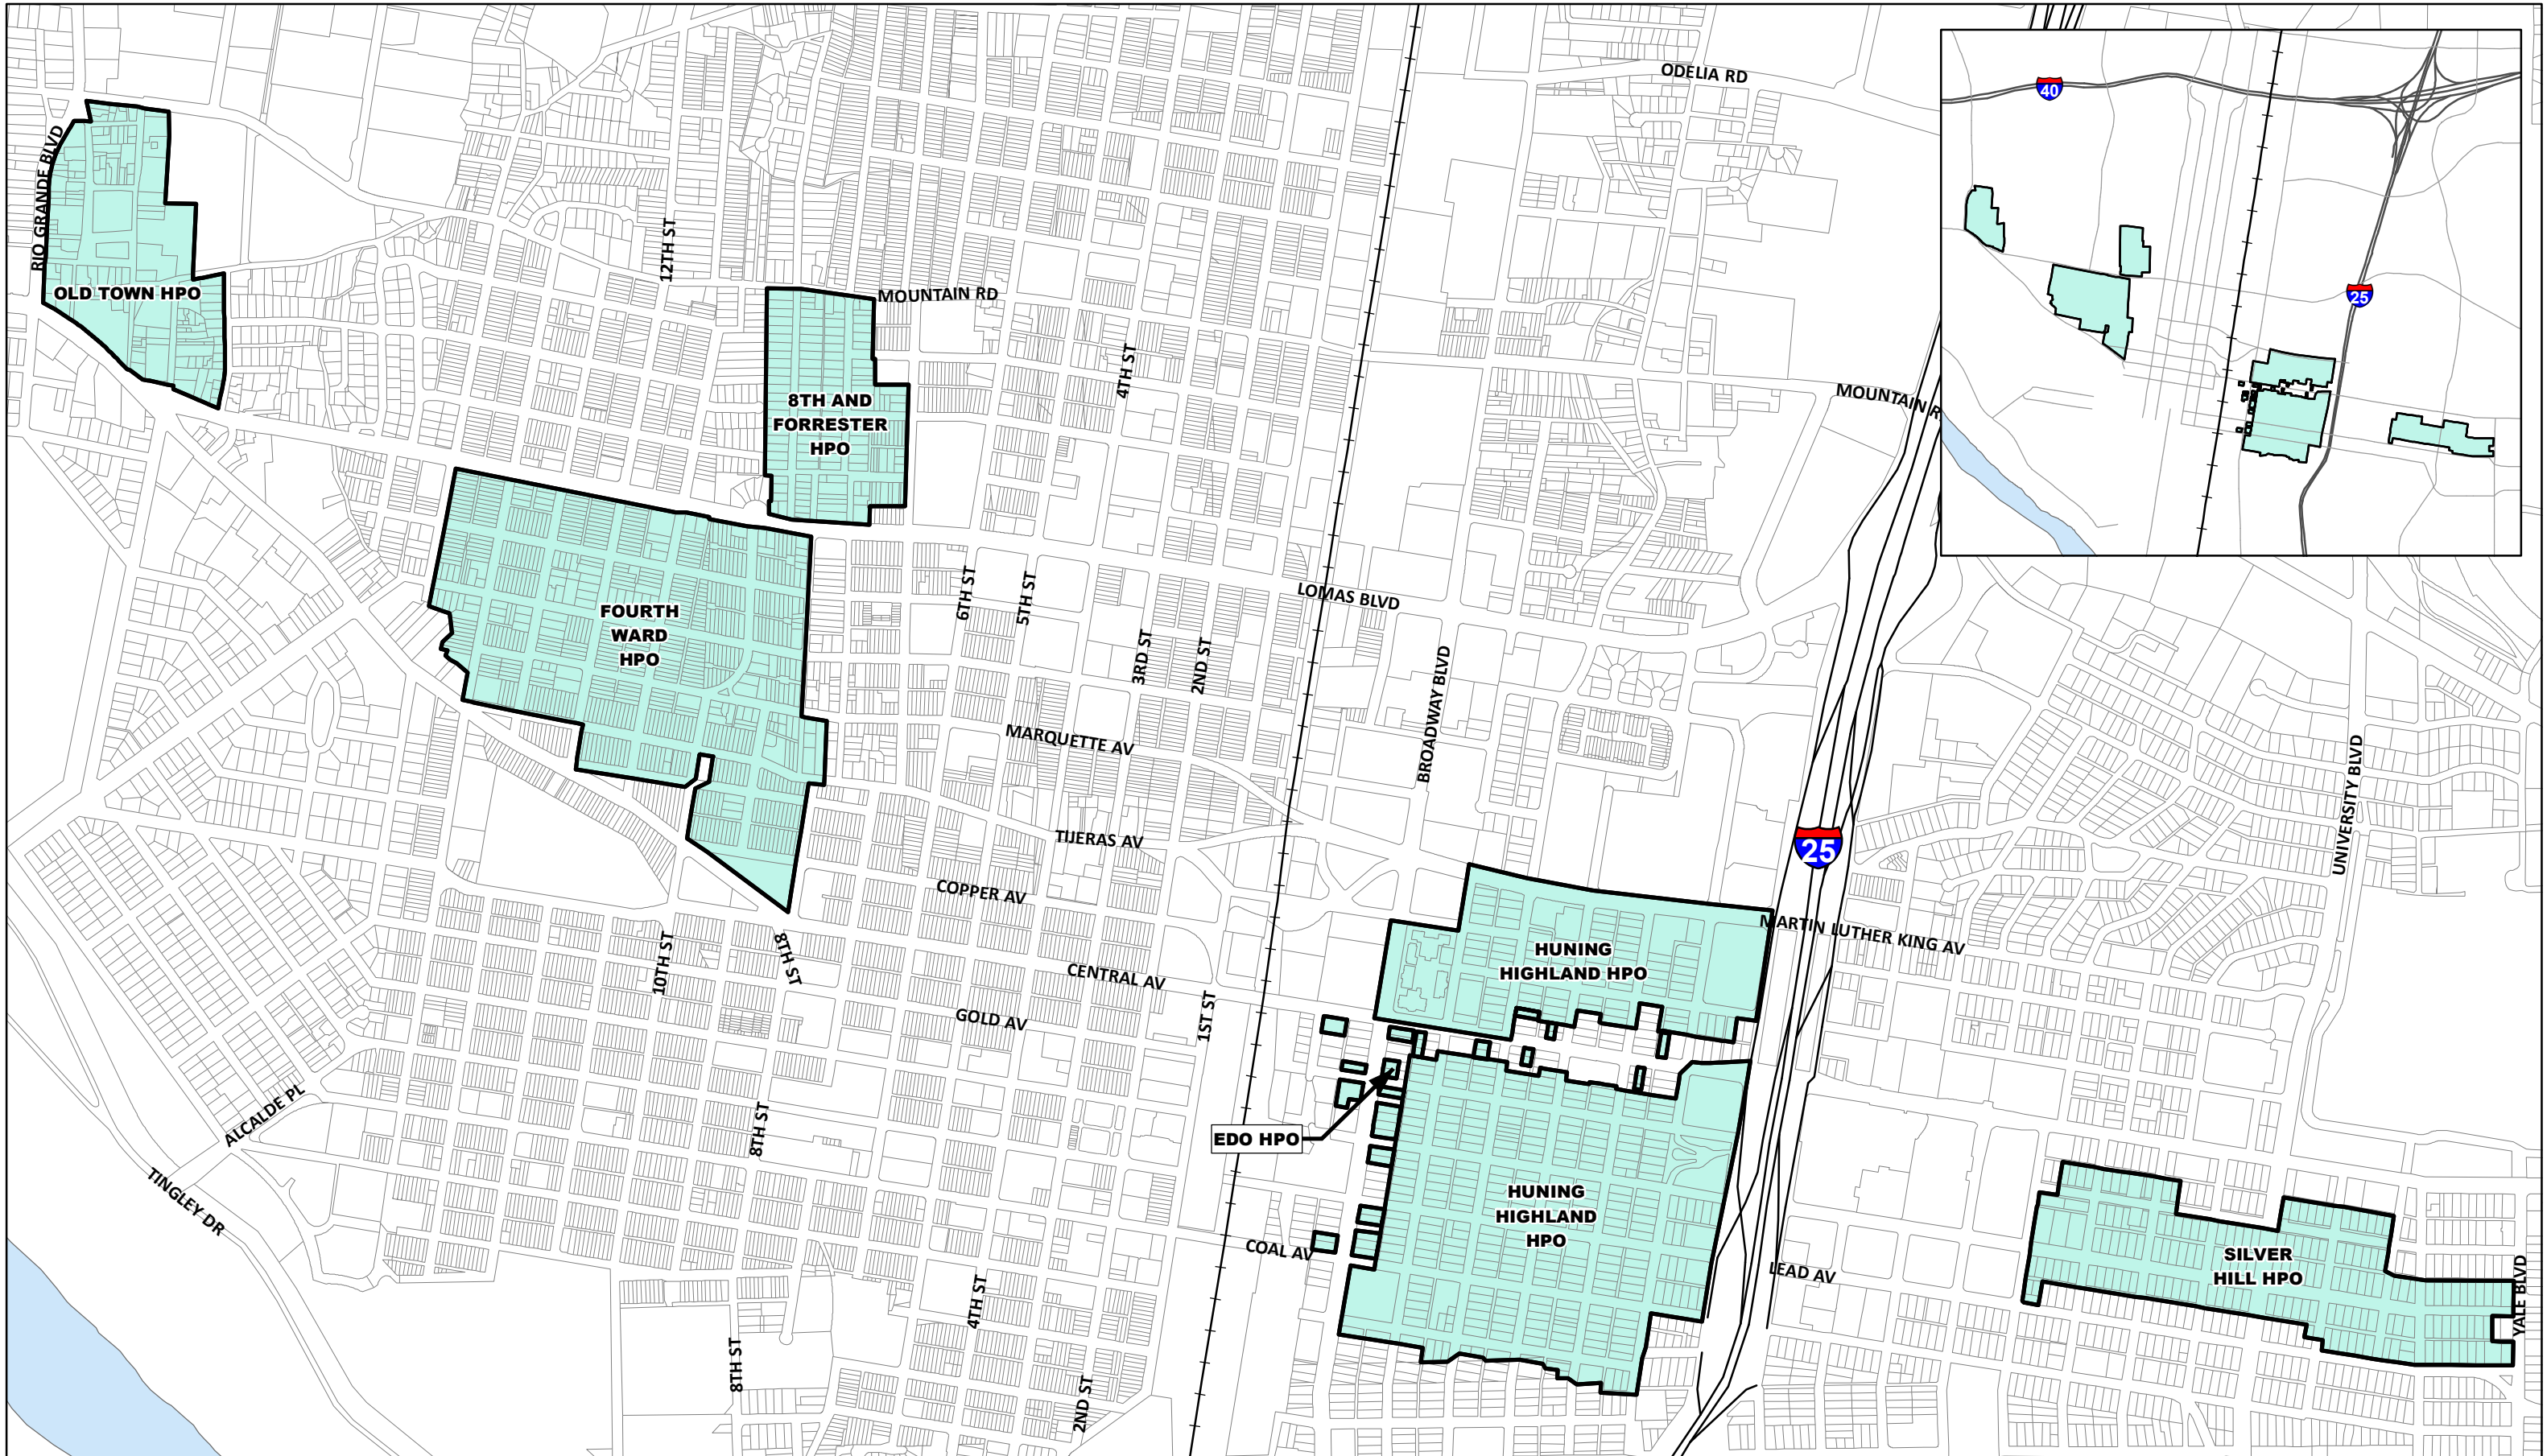 ODELIA RD
40
25
RIO GRANDE BLVD
12TH ST
OLD TOWN HPO
MOUNTAIN RD
4TH ST
8TH AND
FORRESTER
HPO
MOUNTAIN R
FOURTH
WARD
HPO
6TH ST
5TH ST
LOMAS BLVD
3RD ST
2ND ST
BROADWAY BLVD
MARQUETTE AV
UNIVERSITY BLVD
TIJERAS AV
25
COPPER AV
MARTIN LUTHER KING AV
HUNING
HIGHLAND HPO
10TH ST
8TH ST
CENTRAL AV
GOLD AV
1ST ST
ALCALDE PL
8TH ST
EDO HPO
TINGLEY DR
HUNING
HIGHLAND
HPO
COAL AV
LEAD AV
SILVER
HILL HPO
YALE BLVD
4TH ST
8TH ST
2ND ST